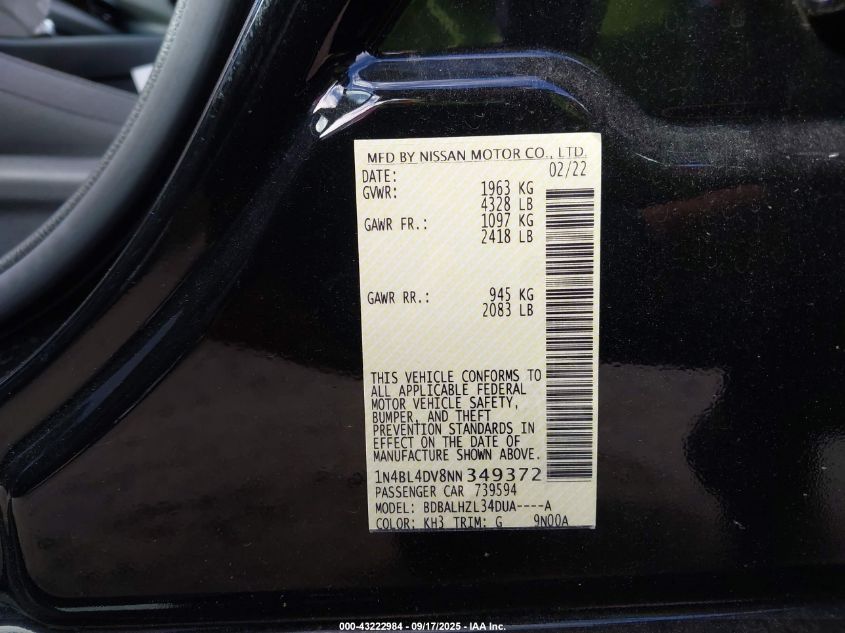 MFD BY NISSAN MOTOR CO., LTD.
DATE: 02/22
GVWR: 1963 KG
4328 LB
GAWR FR.: 1097 KG
2418 LB
GAWR RR.: 945 KG
2083 LB
THIS VEHICLE CONFORMS TO
ALL APPLICABLE FEDERAL
MOTOR VEHICLE SAFETY,
BUMPER, AND THEFT
PREVENTION STANDARDS IN
EFFECT ON THE DATE OF
MANUFACTURE SHOWN ABOVE.
1N4BL4DV8NN349372
PASSENGER CAR 739594
MODEL: BDBALHZL34DUA----A
COLOR: KH3 TRIM: G 9N00A
000-43222984 - 09/17/2025 - IAA Inc.